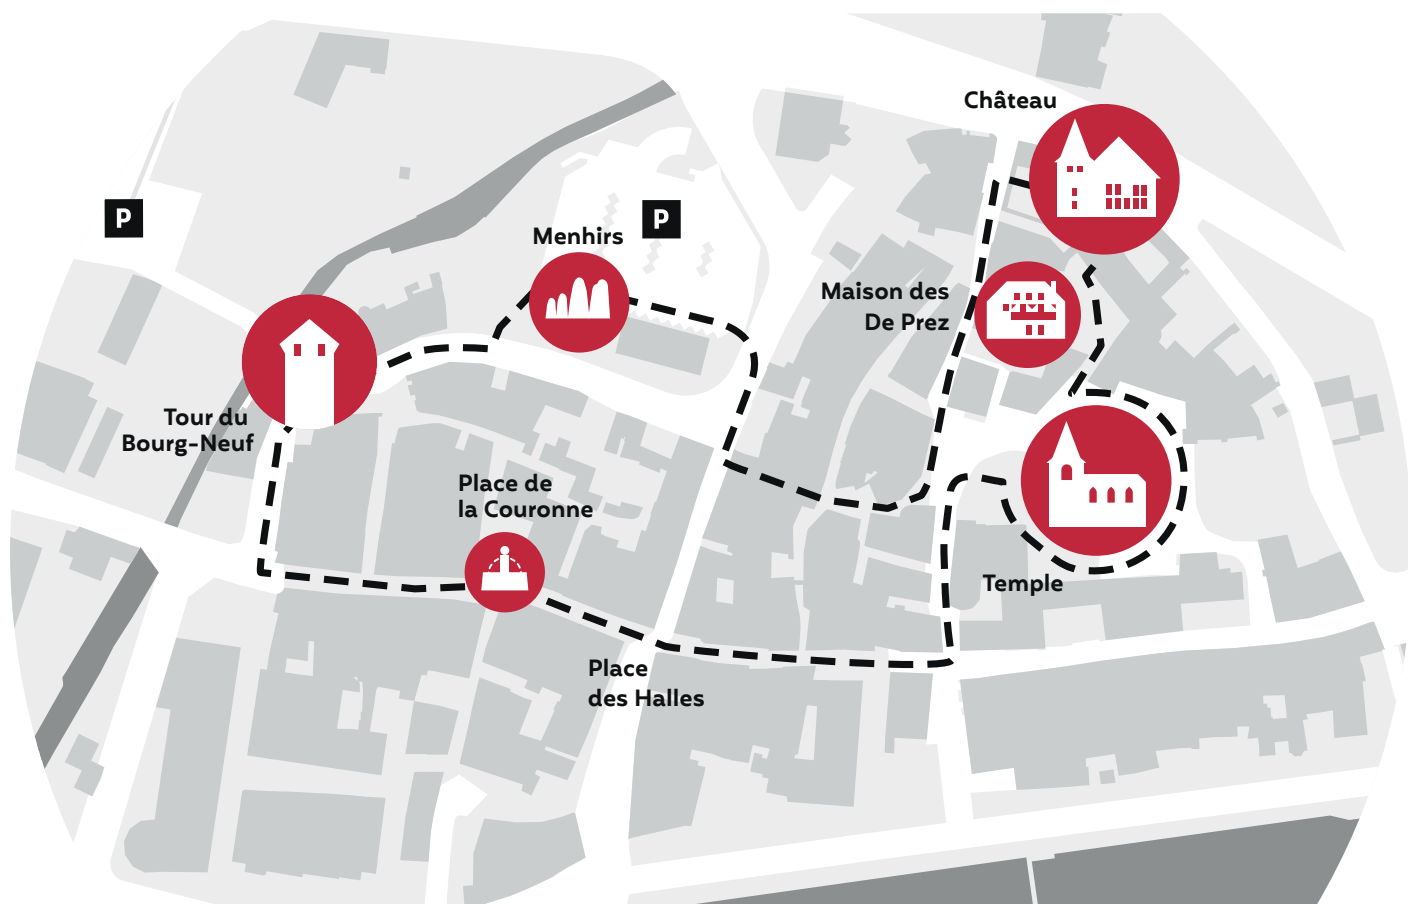 Château
P
P
Menhirs
Maison des
De Prez
Tour du
Bourg-Neuf
Place de
la Couronne
Temple
Place
des Halles